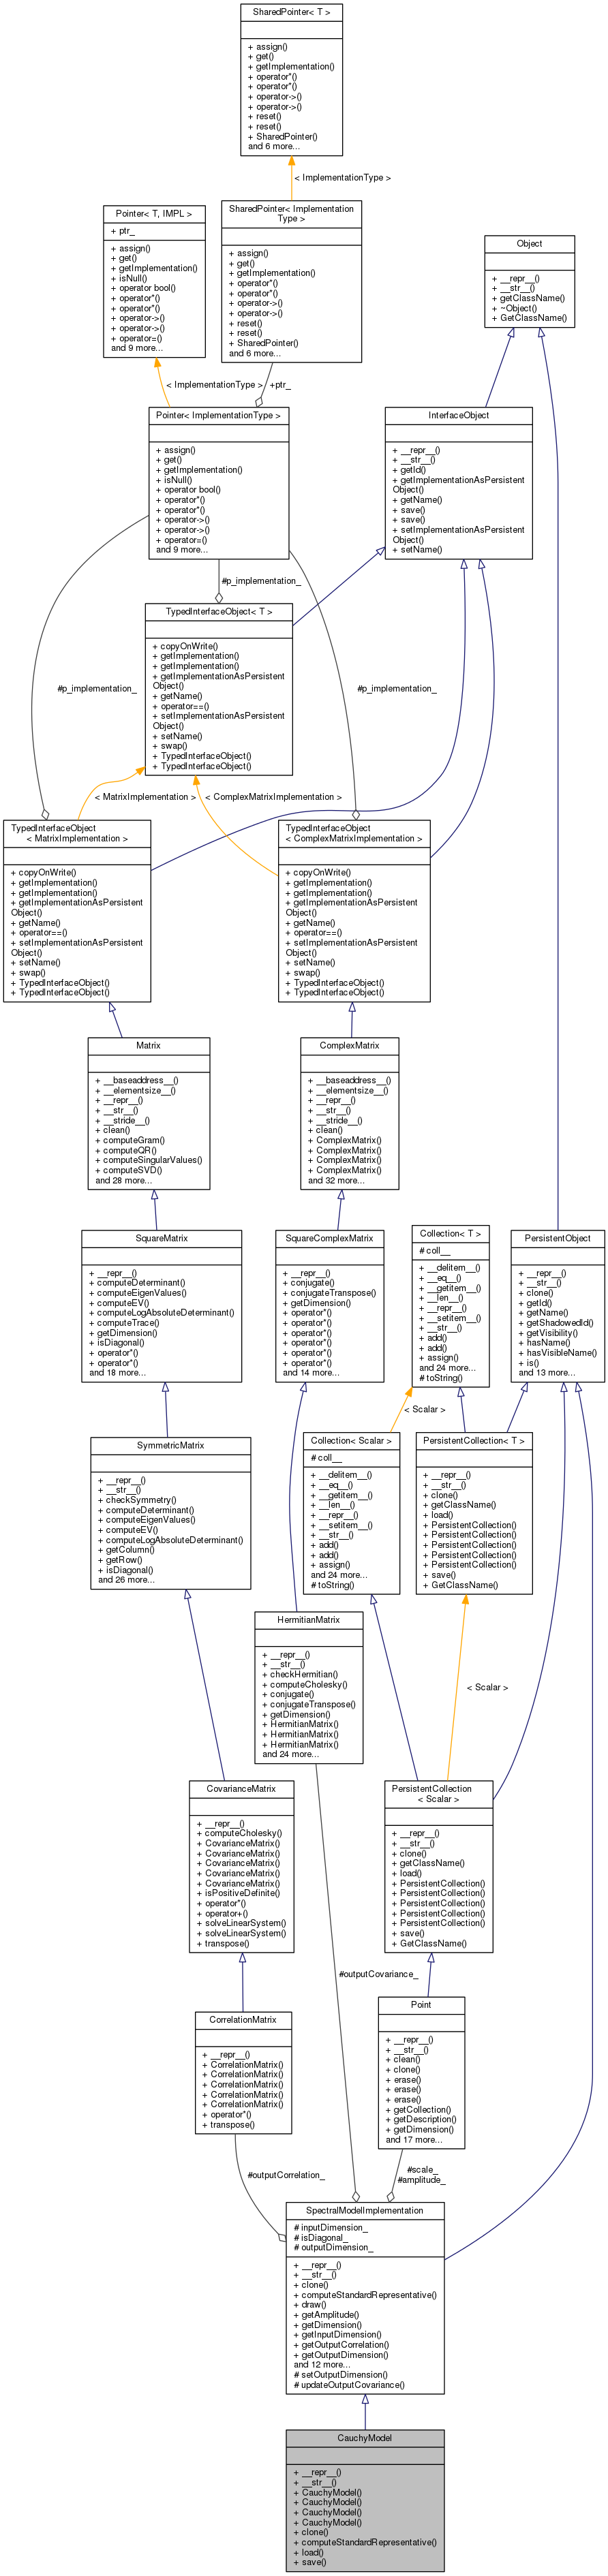 SharedPointer< T >
+ assign()
+ get()
+ getImplementation()
+ operator*()
+ operator*()
+ operator->()
+ operator->()
+ reset()
+ reset()
+ SharedPointer()
and 6 more...
< ImplementationType >
Pointer< T, IMPL >
+ ptr_
+ assign()
+ get()
+ getImplementation()
+ isNull()
+ operator bool()
+ operator*()
+ operator*()
+ operator->()
+ operator->()
+ operator=()
and 9 more...
SharedPointer< Implementation
Type >
+ assign()
+ get()
+ getImplementation()
+ operator*()
+ operator*()
+ operator->()
+ operator->()
+ reset()
+ reset()
+ SharedPointer()
and 6 more...
Object
+ __repr__()
+ __str__()
+ getClassName()
+ ~Object()
+ GetClassName()
< ImplementationType >
+ptr_
Pointer< ImplementationType >
+ assign()
+ get()
+ getImplementation()
+ isNull()
+ operator bool()
+ operator*()
+ operator*()
+ operator->()
+ operator->()
+ operator=()
and 9 more...
InterfaceObject
+ __repr__()
+ __str__()
+ getId()
+ getImplementationAsPersistent
Object()
+ getName()
+ save()
+ save()
+ setImplementationAsPersistent
Object()
+ setName()
#p_implementation_
TypedInterfaceObject< T >
+ copyOnWrite()
+ getImplementation()
+ getImplementation()
+ getImplementationAsPersistent
Object()
+ getName()
+ operator==()
+ setImplementationAsPersistent
Object()
+ setName()
+ swap()
+ TypedInterfaceObject()
+ TypedInterfaceObject()
#p_implementation_
#p_implementation_
< MatrixImplementation >
< ComplexMatrixImplementation >
TypedInterfaceObject
< MatrixImplementation >
+ copyOnWrite()
+ getImplementation()
+ getImplementation()
+ getImplementationAsPersistent
Object()
+ getName()
+ operator==()
+ setImplementationAsPersistent
Object()
+ setName()
+ swap()
+ TypedInterfaceObject()
+ TypedInterfaceObject()
TypedInterfaceObject
< ComplexMatrixImplementation >
+ copyOnWrite()
+ getImplementation()
+ getImplementation()
+ getImplementationAsPersistent
Object()
+ getName()
+ operator==()
+ setImplementationAsPersistent
Object()
+ setName()
+ swap()
+ TypedInterfaceObject()
+ TypedInterfaceObject()
Matrix
+ __baseaddress__()
+ __elementsize__()
+ __repr__()
+ __str__()
+ __stride__()
+ clean()
+ computeGram()
+ computeQR()
+ computeSingularValues()
+ computeSVD()
and 28 more...
ComplexMatrix
+ __baseaddress__()
+ __elementsize__()
+ __repr__()
+ __str__()
+ __stride__()
+ clean()
+ ComplexMatrix()
+ ComplexMatrix()
+ ComplexMatrix()
+ ComplexMatrix()
and 32 more...
SquareMatrix
+ __repr__()
+ computeDeterminant()
+ computeEigenValues()
+ computeEV()
+ computeLogAbsoluteDeterminant()
+ computeTrace()
+ getDimension()
+ isDiagonal()
+ operator*()
+ operator*()
and 18 more...
SquareComplexMatrix
+ __repr__()
+ conjugate()
+ conjugateTranspose()
+ getDimension()
+ operator*()
+ operator*()
+ operator*()
+ operator*()
+ operator*()
+ operator*()
and 14 more...
Collection< T >
# coll__
+ __delitem__()
+ __eq__()
+ __getitem__()
+ __len__()
+ __repr__()
+ __setitem__()
+ __str__()
+ add()
+ add()
+ assign()
and 24 more...
# toString()
PersistentObject
+ __repr__()
+ __str__()
+ clone()
+ getId()
+ getName()
+ getShadowedId()
+ getVisibility()
+ hasName()
+ hasVisibleName()
+ is()
and 13 more...
< Scalar >
SymmetricMatrix
+ __repr__()
+ __str__()
+ checkSymmetry()
+ computeDeterminant()
+ computeEigenValues()
+ computeEV()
+ computeLogAbsoluteDeterminant()
+ getColumn()
+ getRow()
+ isDiagonal()
and 26 more...
Collection< Scalar >
# coll__
+ __delitem__()
+ __eq__()
+ __getitem__()
+ __len__()
+ __repr__()
+ __setitem__()
+ __str__()
+ add()
+ add()
+ assign()
and 24 more...
# toString()
PersistentCollection< T >
+ __repr__()
+ __str__()
+ clone()
+ getClassName()
+ load()
+ PersistentCollection()
+ PersistentCollection()
+ PersistentCollection()
+ PersistentCollection()
+ PersistentCollection()
+ save()
+ GetClassName()
HermitianMatrix
+ __repr__()
+ __str__()
+ checkHermitian()
+ computeCholesky()
+ conjugate()
+ conjugateTranspose()
+ getDimension()
+ HermitianMatrix()
+ HermitianMatrix()
+ HermitianMatrix()
and 24 more...
< Scalar >
CovarianceMatrix
+ __repr__()
+ computeCholesky()
+ CovarianceMatrix()
+ CovarianceMatrix()
+ CovarianceMatrix()
+ CovarianceMatrix()
+ CovarianceMatrix()
+ isPositiveDefinite()
+ operator*()
+ operator+()
+ solveLinearSystem()
+ solveLinearSystem()
+ transpose()
PersistentCollection
< Scalar >
+ __repr__()
+ __str__()
+ clone()
+ getClassName()
+ load()
+ PersistentCollection()
+ PersistentCollection()
+ PersistentCollection()
+ PersistentCollection()
+ PersistentCollection()
+ save()
+ GetClassName()
#outputCovariance_
CorrelationMatrix
+ __repr__()
+ CorrelationMatrix()
+ CorrelationMatrix()
+ CorrelationMatrix()
+ CorrelationMatrix()
+ CorrelationMatrix()
+ operator*()
+ transpose()
Point
+ __repr__()
+ __str__()
+ clean()
+ clone()
+ erase()
+ erase()
+ erase()
+ getCollection()
+ getDescription()
+ getDimension()
and 17 more...
#outputCorrelation_
#scale_
#amplitude_
SpectralModelImplementation
# inputDimension_
# isDiagonal_
# outputDimension_
+ __repr__()
+ __str__()
+ clone()
+ computeStandardRepresentative()
+ draw()
+ getAmplitude()
+ getDimension()
+ getInputDimension()
+ getOutputCorrelation()
+ getOutputDimension()
and 12 more...
# setOutputDimension()
# updateOutputCovariance()
CauchyModel
+ __repr__()
+ __str__()
+ CauchyModel()
+ CauchyModel()
+ CauchyModel()
+ CauchyModel()
+ clone()
+ computeStandardRepresentative()
+ load()
+ save()